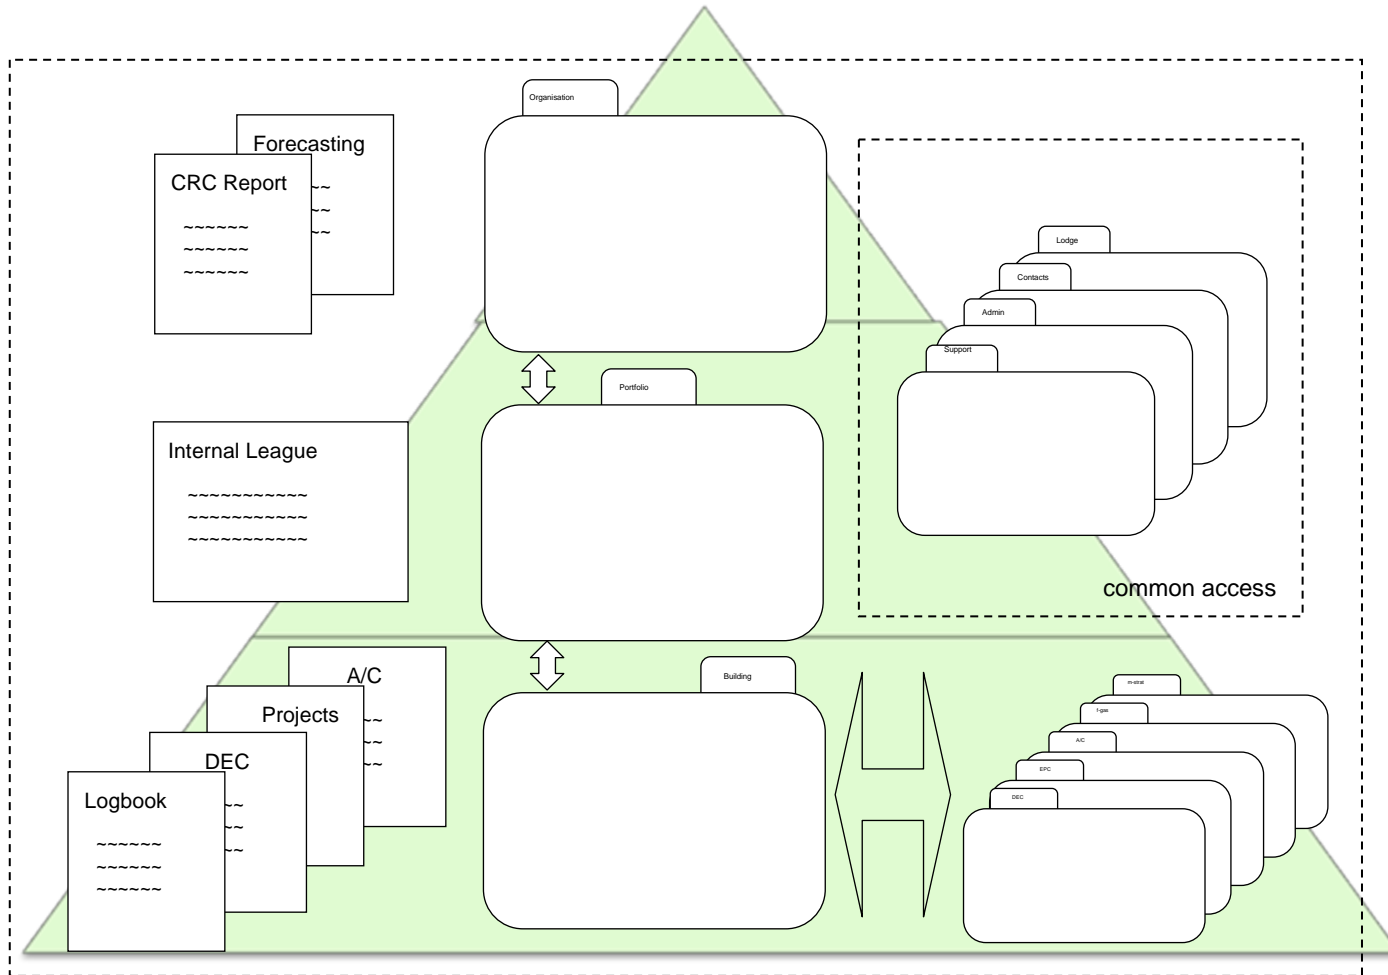 Organisation
Forecasting
~~
~~
~~
CRC Report
~~~~~~
~~~~~~
~~~~~~
Lodge
Contacts
Admin
Support
Portfolio
Internal League
~~~~~~~~~~~
~~~~~~~~~~~
~~~~~~~~~~~
common access
A/C
~~
~~
~~
Projects
DEC
~~
~~
~~
Logbook
~~~~~~
~~~~~~
~~~~~~
Building
m-strat
f-gas
A/C
EPC
DEC